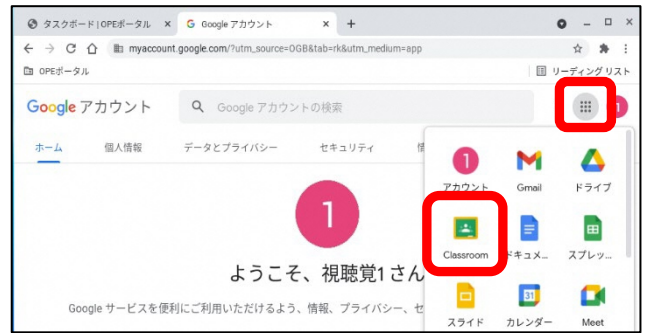 タスクボード | OPEポータル
Google アカウント
myaccount.google.com/?utm_source=OGB&tab=rk&utm_medium=app
OPEポータル
リーディング リスト
Google アカウント
Google アカウントの検索
1
ホーム 個人情報 データとプライバシー セキュリティ
1
アカウント Gmail ドライブ
Classroom ドキュメ... スプレッ...
31
スライド カレンダー Meet
1
ようこそ、視聴覚1 さん
Google サービスを便利にご利用いただけるよう、情報、プライバシー、セ